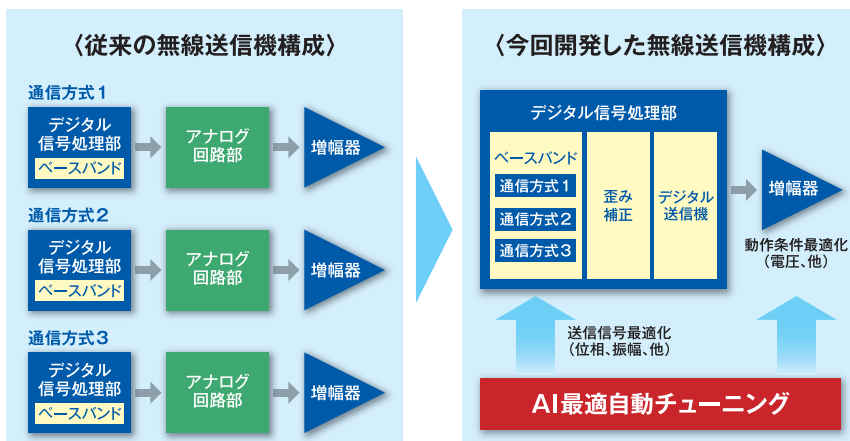 〈従来の無線送信機構成〉
通信方式1
デジタル
信号処理部
ベースバンド
アナログ
回路部
増幅器
通信方式2
デジタル
信号処理部
ベースバンド
アナログ
回路部
増幅器
通信方式3
デジタル
信号処理部
ベースバンド
アナログ
回路部
増幅器
〈今回開発した無線送信機構成〉
デジタル信号処理部
ベースバンド
通信方式1
通信方式2
通信方式3
歪み
補正
デジタル
送信機
増幅器
動作条件最適化
（電圧、他）
送信信号最適化
（位相、振幅、他）
AI最適自動チューニング